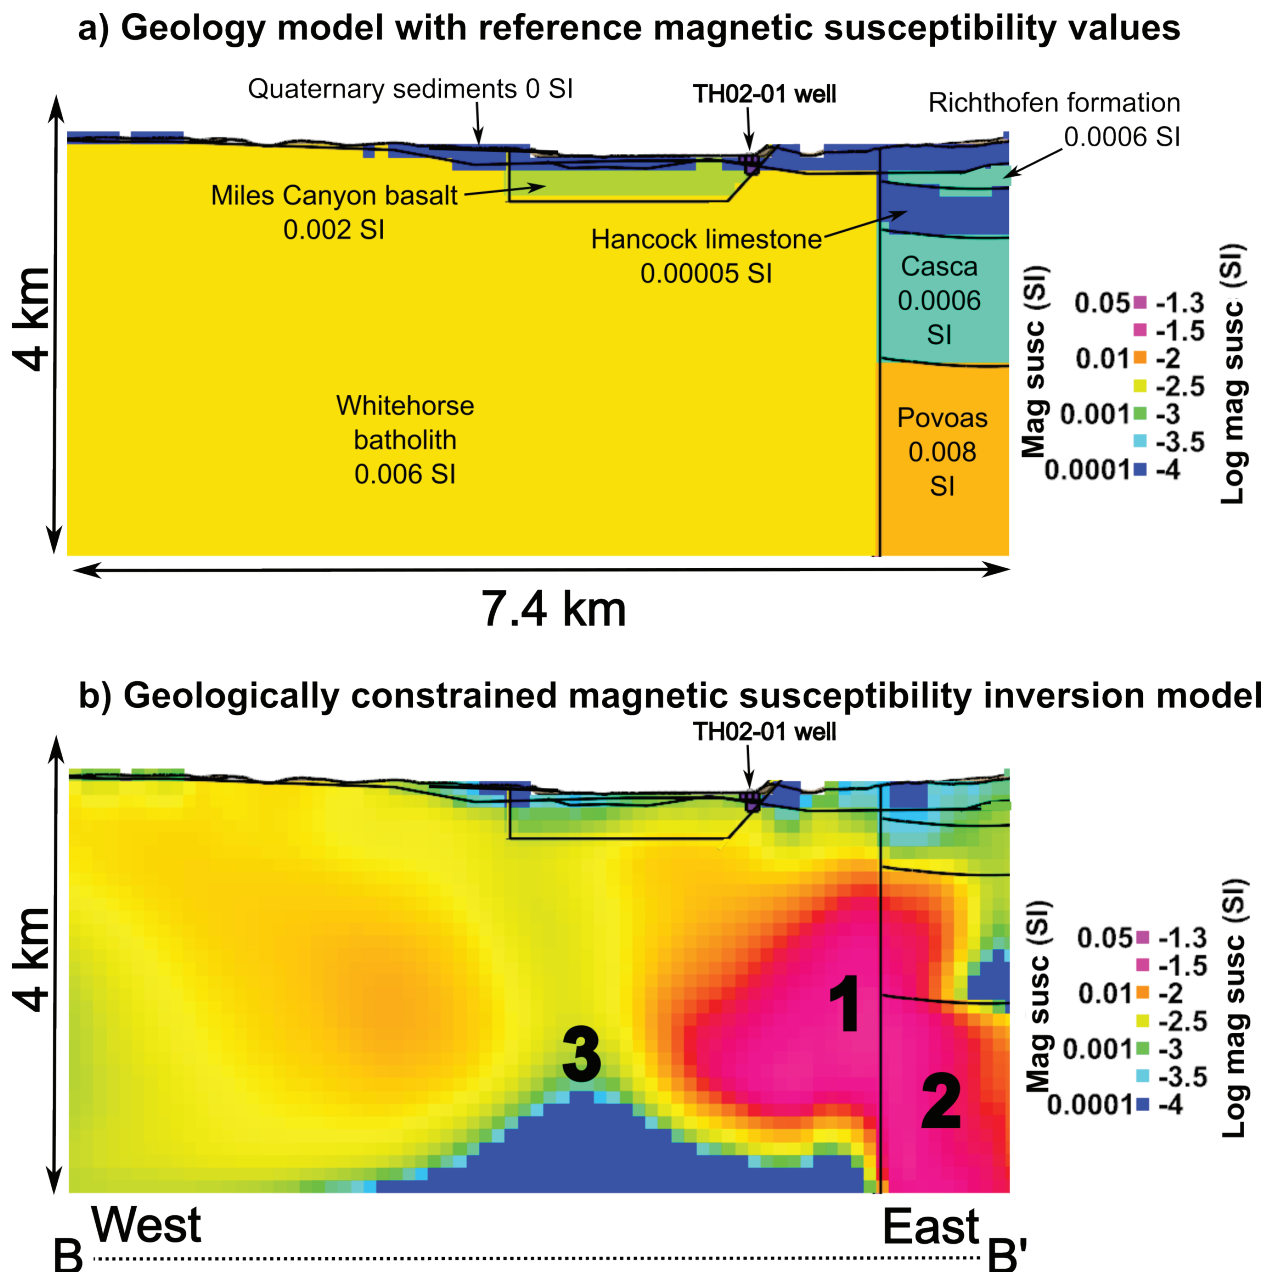 a) Geology model with reference magnetic susceptibility values
Quaternary sediments 0 SI
TH02-01 well
Richthofen formation
0.0006 SI
Miles Canyon basalt
0.002 SI
Hancock limestone
0.00005 SI
Casca
0.0006
SI
Whitehorse
batholith
0.006 SI
Povoas
0.008
SI
4 km
7.4 km
Mag susc (SI)
Log mag susc (SI)
0.05 -1.3
-1.5
0.01 -2
-2.5
0.001 -3
-3.5
0.0001 -4
b) Geologically constrained magnetic susceptibility inversion model
TH02-01 well
4 km
1
2
3
Mag susc (SI)
Log mag susc (SI)
0.05 -1.3
-1.5
0.01 -2
-2.5
0.001 -3
-3.5
0.0001 -4
West East
B B'